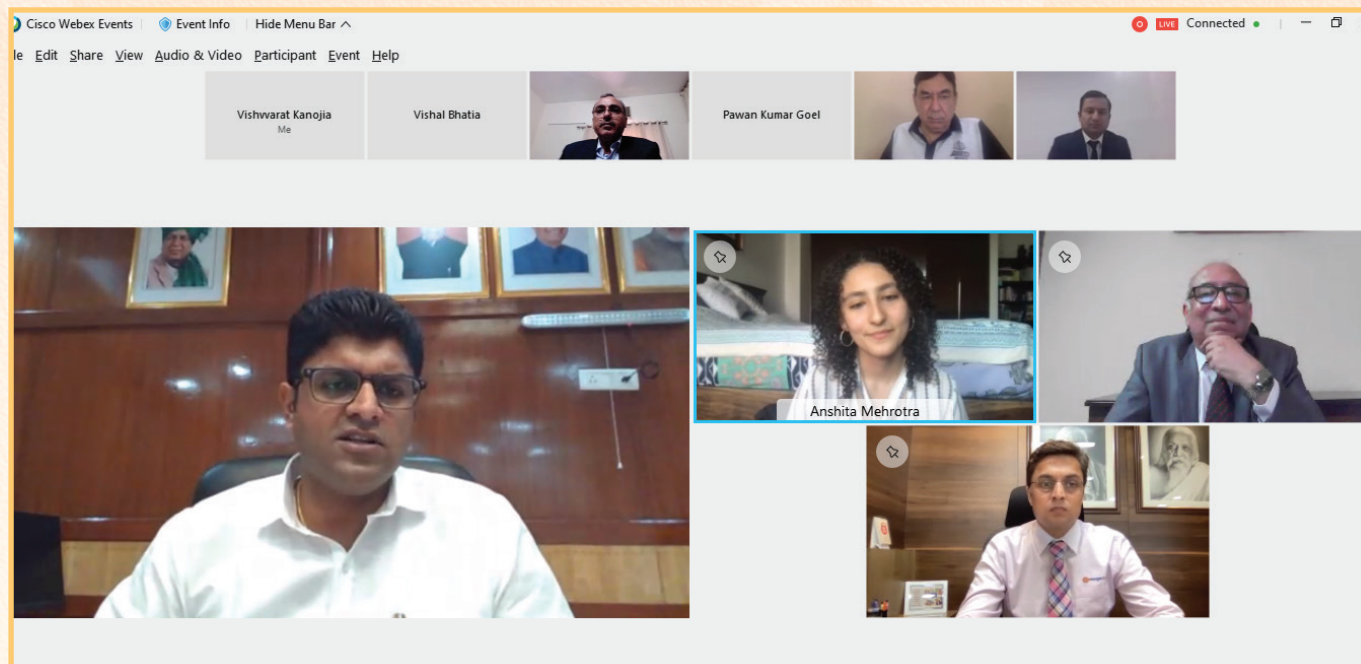 Cisco Webex Events Event Info Hide Menu Bar LIVE Connected
le Edit Share View Audio & Video Participant Event Help
Vishwarat Kanojia
Me
Vishal Bhatia
Pawan Kumar Goel
Anshita Mehrotra